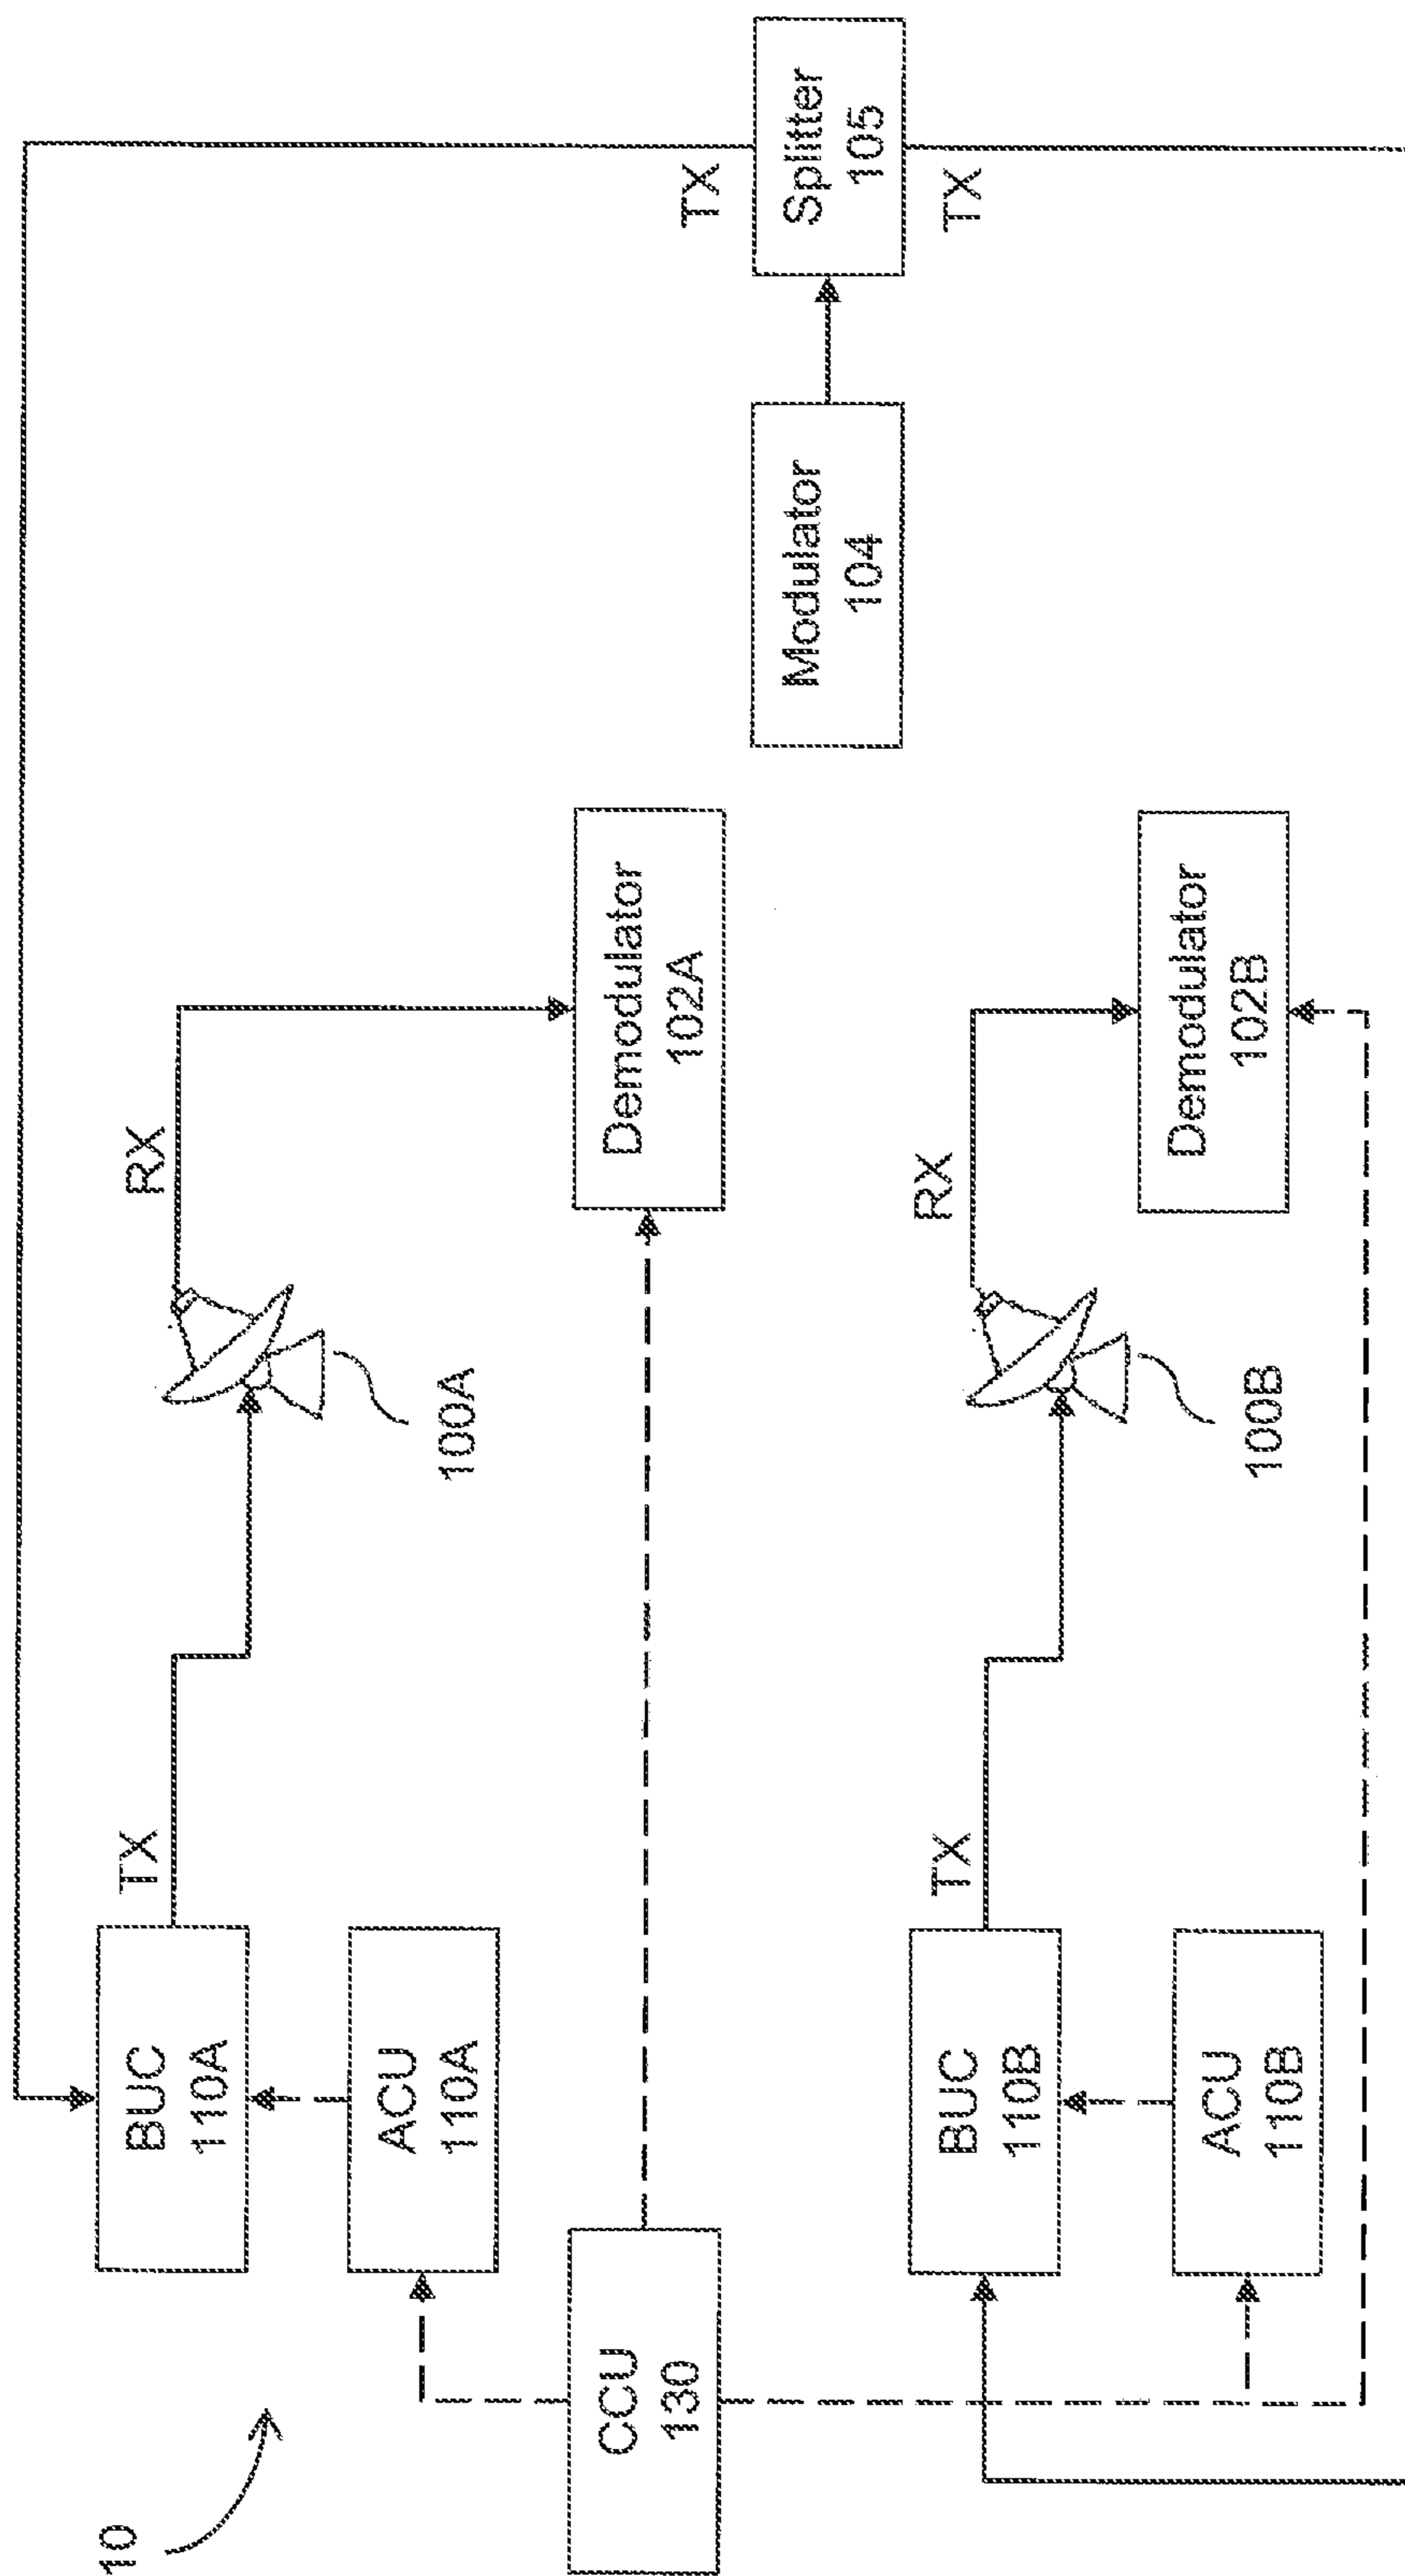 10
BUC
110A
TX
ACU
110A
CCU
130
100A
RX
Demodulator
102A
BUC
110B
TX
ACU
110B
100B
RX
Demodulator
102B
Modulator
104
TX
Splitter
105
TX